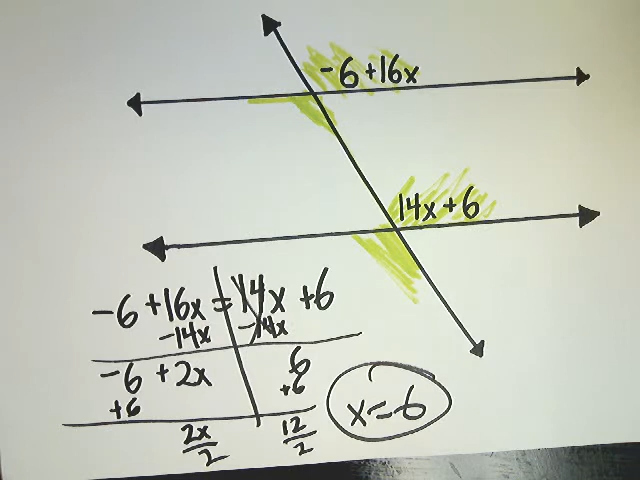 -6+16x
14x+6
-6+16x=14x+6
-14x -14x
-6+2x 6
+6 +6
2x/2 12/2
x=6